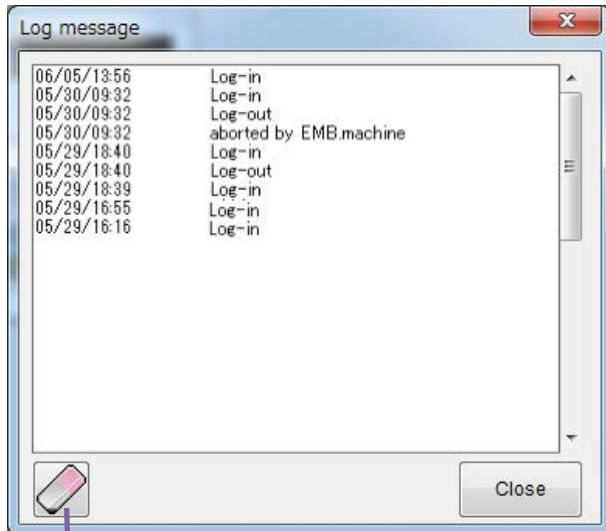 Log message
06/05/13:56 Log-in
05/30/09:32 Log-in
05/30/09:32 Log-out
05/30/09:32 aborted by EMB.machine
05/29/18:40 Log-in
05/29/18:40 Log-out
05/29/18:39 Log-in
05/29/16:55 Log-in
05/29/16:16 Log-in
Close